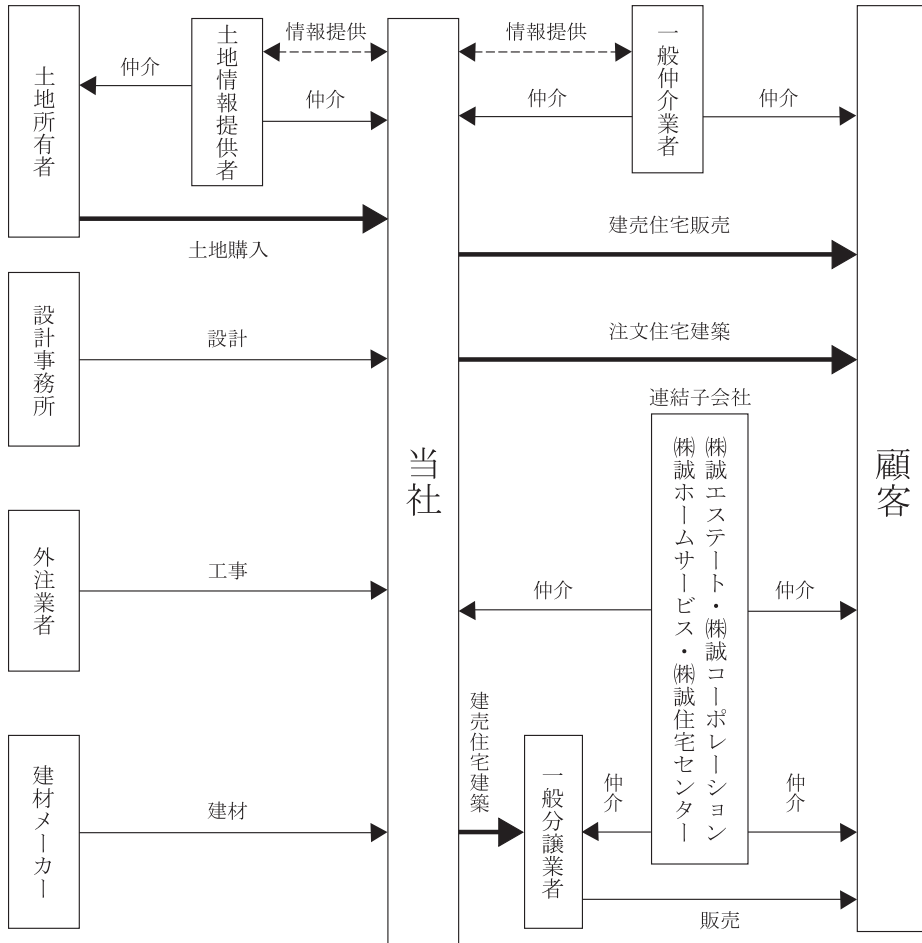 土地所有者
仲介
土地情報提供者
情報提供
仲介
土地購入
設計事務所
設計
外注業者
工事
建材メーカー
建材
当社
情報提供
仲介
一般仲介業者
仲介
建売住宅販売
注文住宅建築
連結子会社
㈱誠エステート・㈱誠コーポレーション
㈱誠ホームサービス・㈱誠住宅センター
仲介
仲介
建売住宅建築
一般分譲業者
仲介
仲介
販売
顧客